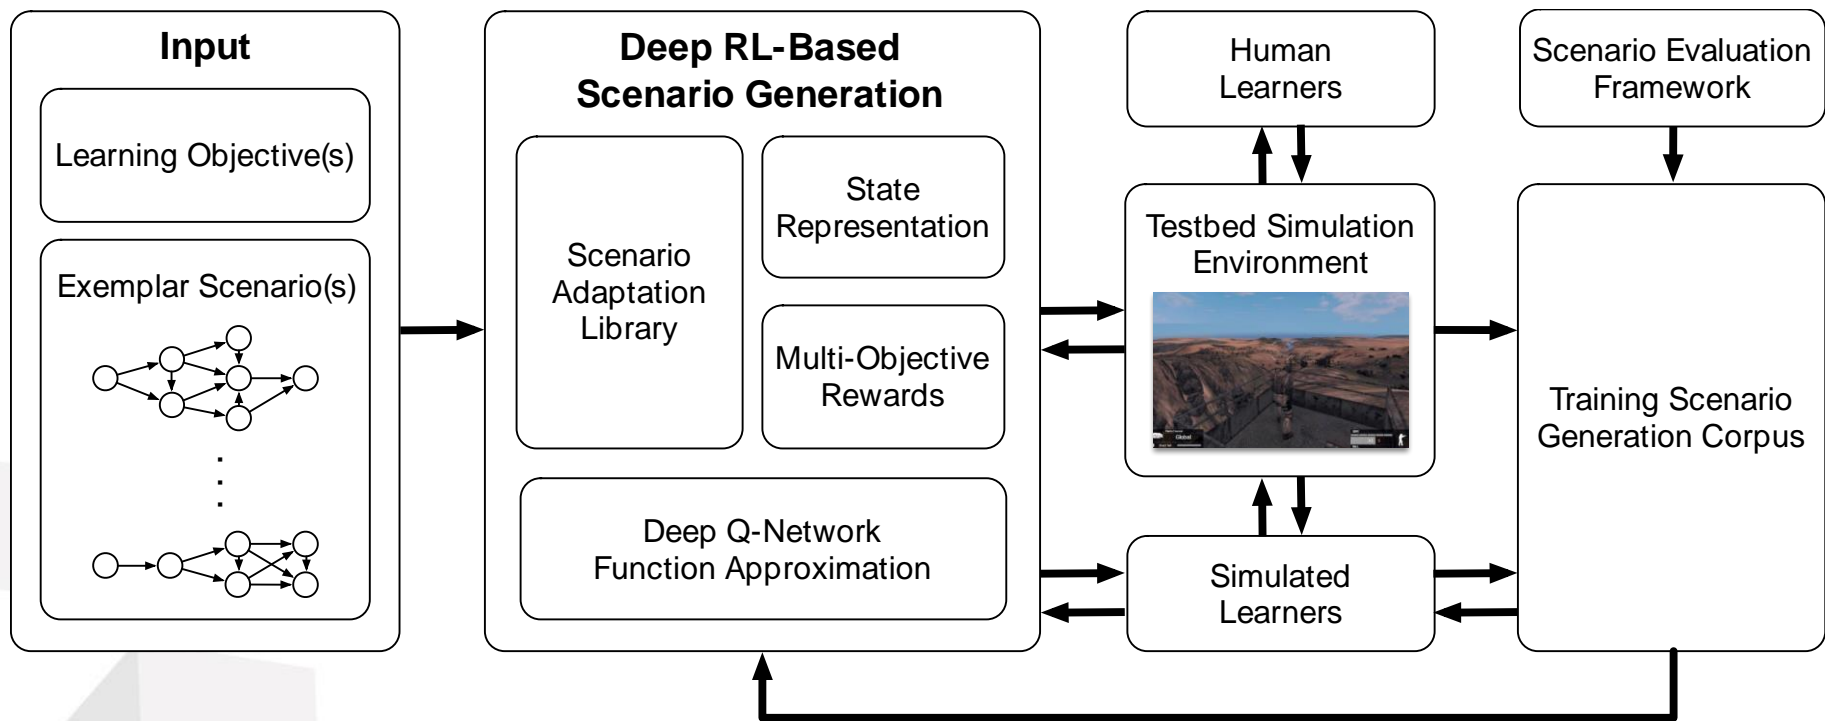 Input
Learning Objective(s)
Exemplar Scenario(s)
Deep RL-Based
Scenario Generation
Scenario
Adaptation
Library
State
Representation
Multi-Objective
Rewards
Deep Q-Network
Function Approximation
Human
Learners
Testbed Simulation
Environment
Global
Simulated
Learners
Scenario Evaluation
Framework
Training Scenario
Generation Corpus